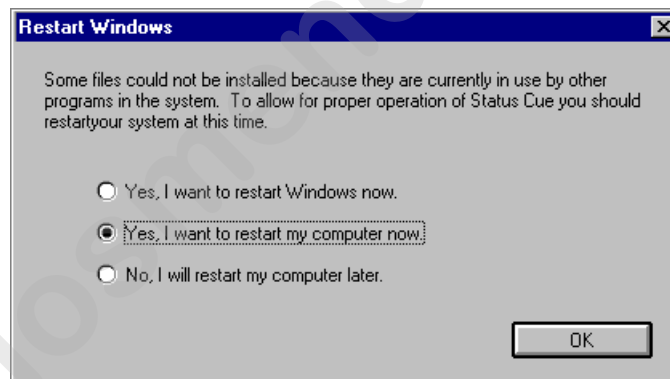 Restart Windows
Some files could not be installed because they are currently in use by other
programs in the system. To allow for proper operation of Status Cue you should
restartyour system at this time.
Yes, I want to restart Windows now.
Yes, I want to restart my computer now.
No, I will restart my computer later.
OK